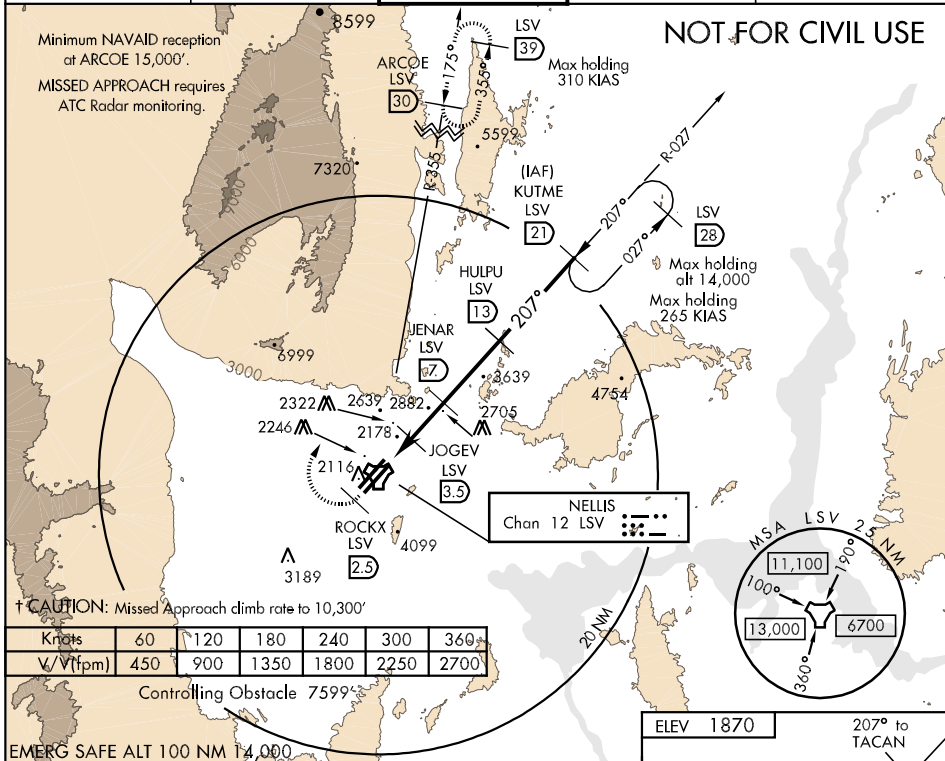 8599
NOT FOR CIVIL USE
Minimum NAVAID reception
at ARCOE 15,000'.
MISSED APPROACH requires
ATC Radar monitoring.
LSV
39
Max holding
310 KIAS
ARCOE
LSV
30
175°
355°
5599
R-355
7320
9000
6000
R-027
(IAF)
KUTME
LSV
21
207°
027°
LSV
28
Max holding
alt 14,000
Max holding
265 KIAS
HULPU
LSV
13
207°
JENAR
LSV
7
6999
3000
3639
4754
2322
2639
2882
2705
2246
2178
JOGEV
LSV
3.5
2116
NELLIS
Chan 12 LSV
ROCKX
LSV
2.5
4099
3189
MSA LSV 25 NM
11,100
190°
100°
13,000
6700
360°
20 NM
† CAUTION: Missed Approach climb rate to 10,300'
Knots 60 120 180 240 300 360
V/V(fpm) 450 900 1350 1800 2250 2700
Controlling Obstacle 7599'
EMERG SAFE ALT 100 NM 14,000
ELEV 1870
207° to
TACAN